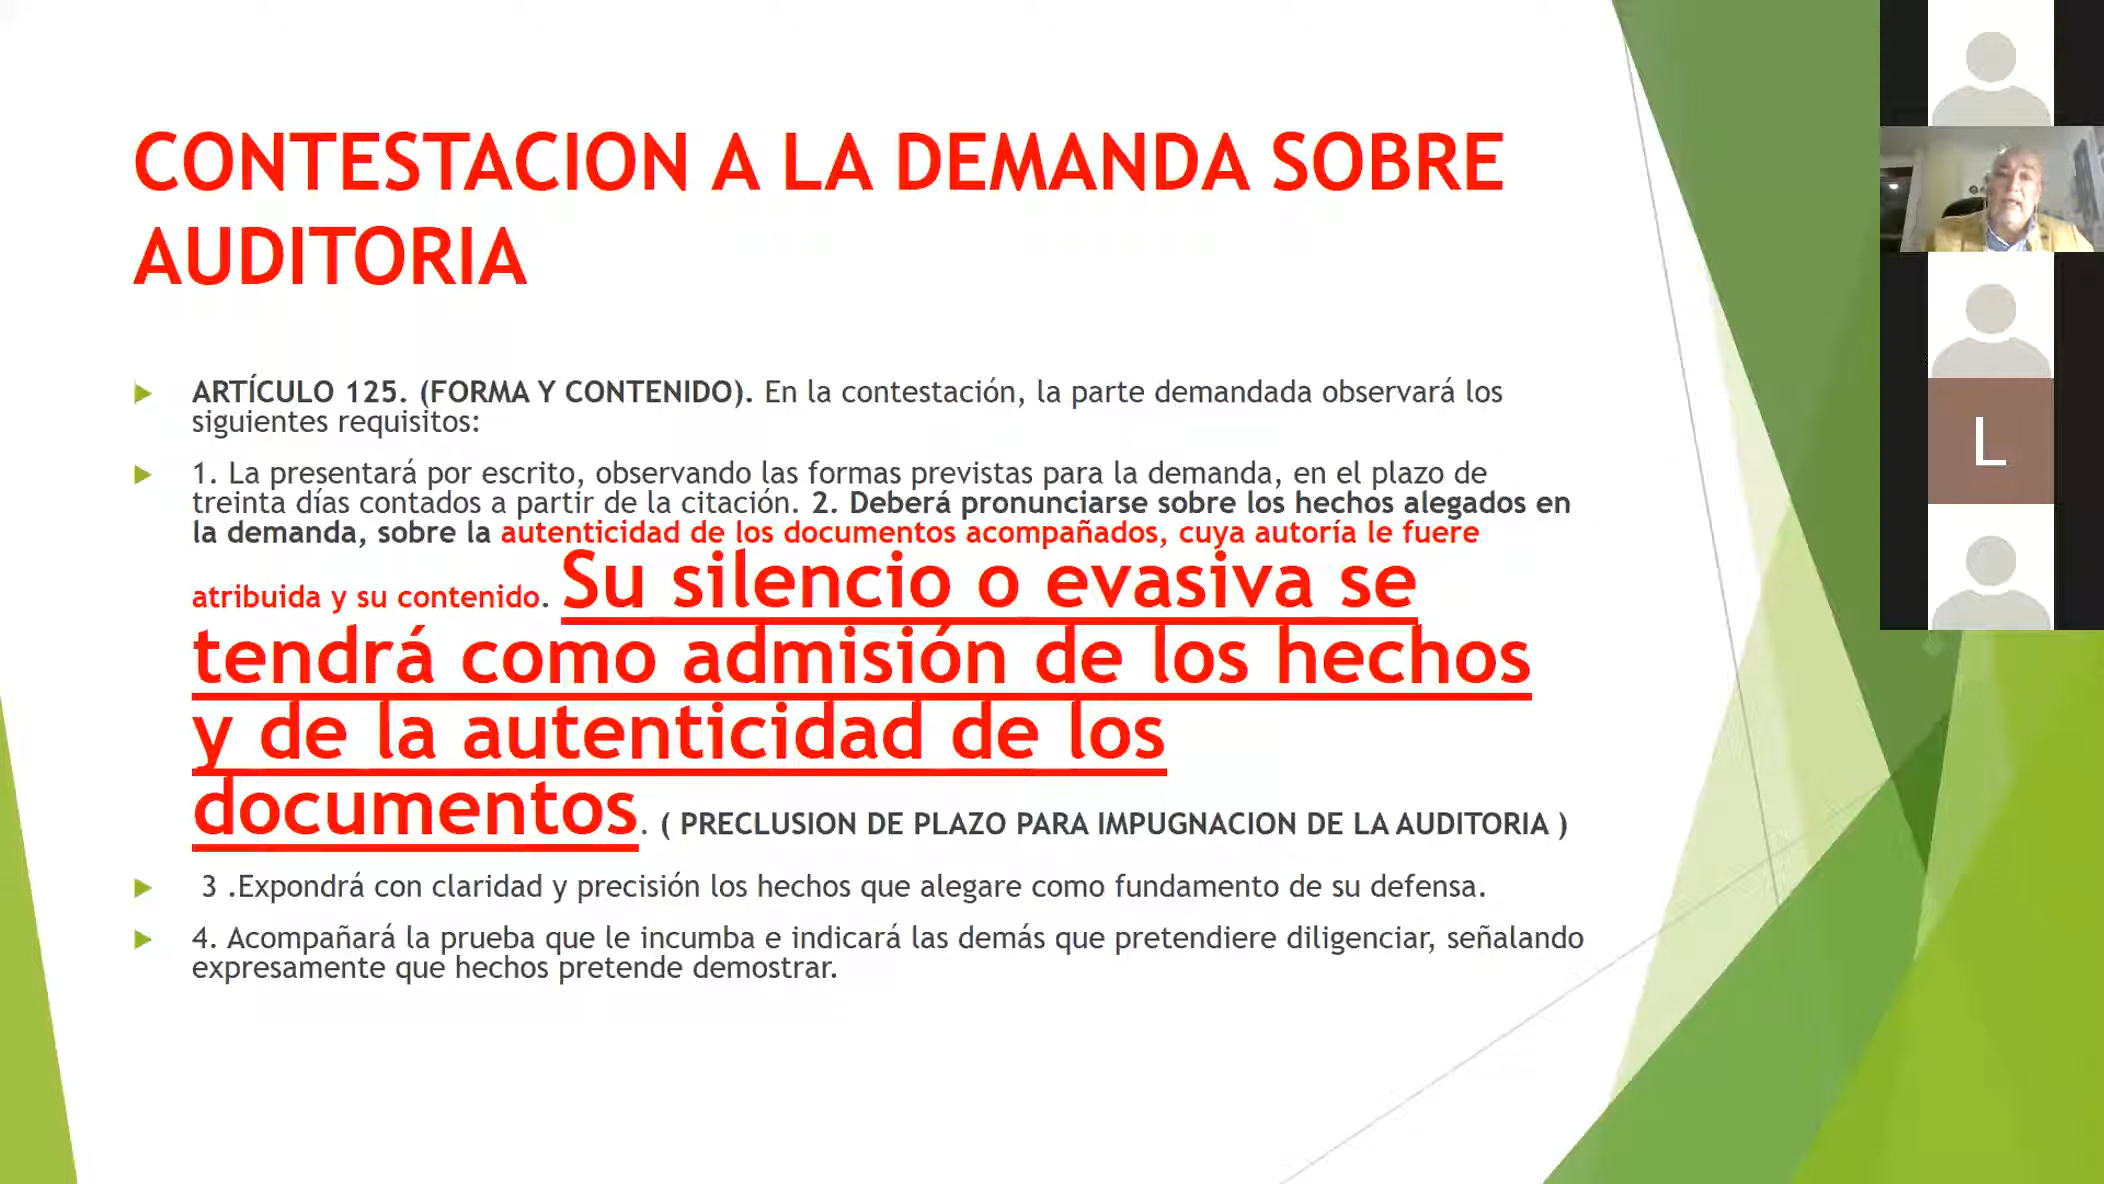 CONTESTACION A LA DEMANDA SOBRE
AUDITORIA
ARTÍCULO 125. (FORMA Y CONTENIDO). En la contestación, la parte demandada observará los
siguientes requisitos:
1. La presentará por escrito, observando las formas previstas para la demanda, en el plazo de
treinta días contados a partir de la citación. 2. Deberá pronunciarse sobre los hechos alegados en
la demanda, sobre la autenticidad de los documentos acompañados, cuya autoría le fuere
atribuida y su contenido. Su silencio o evasiva se
tendrá como admisión de los hechos
y de la autenticidad de los
documentos. ( PRECLUSION DE PLAZO PARA IMPUGNACION DE LA AUDITORIA )
3 .Expondrá con claridad y precisión los hechos que alegare como fundamento de su defensa.
4. Acompañará la prueba que le incumba e indicará las demás que pretendiere diligenciar, señalando
expresamente que hechos pretende demostrar.
L